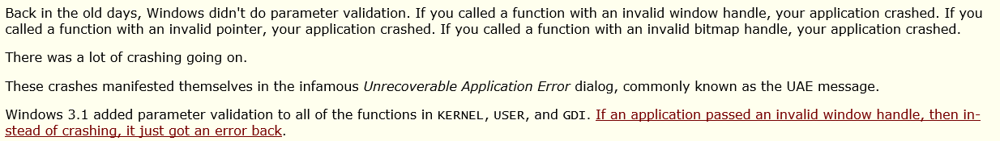 Back in the old days, Windows didn't do parameter validation. If you called a function with an invalid window handle, your application crashed. If you
called a function with an invalid pointer, your application crashed. If you called a function with an invalid bitmap handle, your application crashed.
There was a lot of crashing going on.
These crashes manifested themselves in the infamous Unrecoverable Application Error dialog, commonly known as the UAE message.
Windows 3.1 added parameter validation to all of the functions in KERNEL, USER, and GDI. If an application passed an invalid window handle, then in-
stead of crashing, it just got an error back.